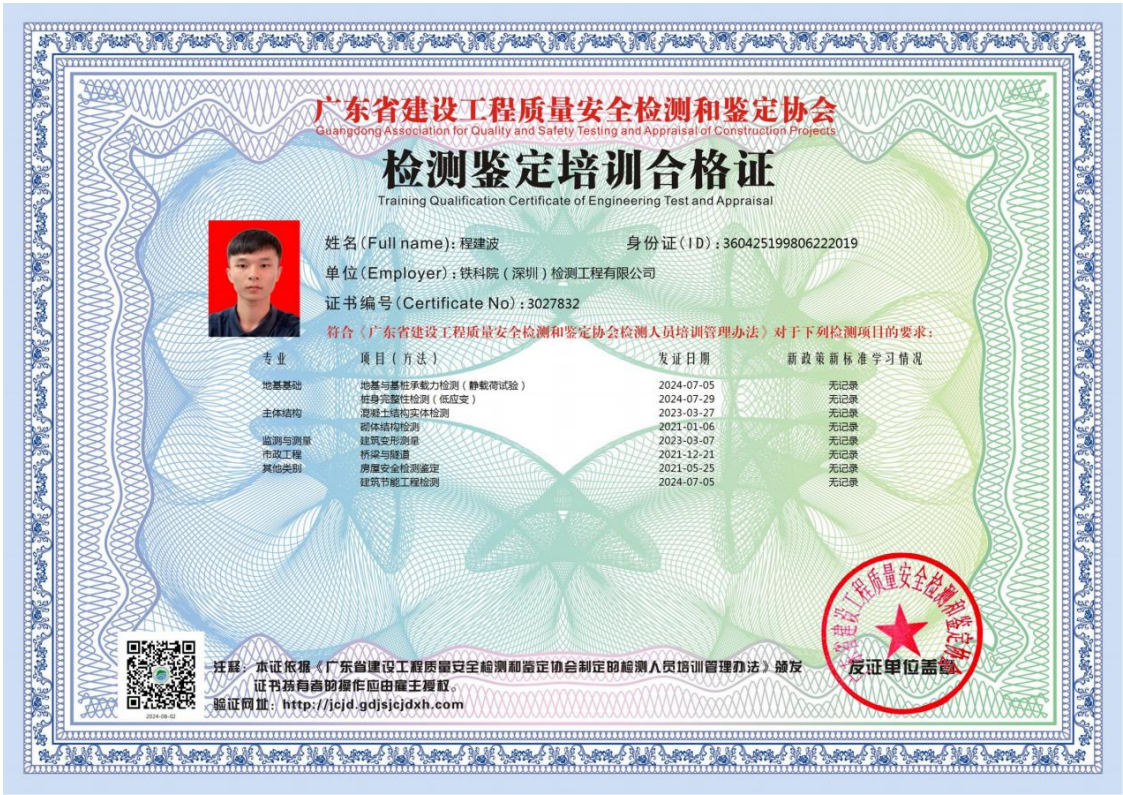 广东省建设工程质量安全检测和鉴定协会
Guangdong Association for Quality and Safety Testing and Appraisal of Construction Projects
检测鉴定培训合格证
Training Qualification Certificate of Engineering Test and Appraisal
姓名(Full name): 程建波 身份证(ID): 360425199806222019
单位(Employer): 铁科院（深圳）检测工程有限公司
证书编号(Certificate No): 3027832
符合《广东省建设工程质量安全检测和鉴定协会检测人员培训管理办法》对于下列检测项目的要求:
专业 项目(方法) 发证日期 新政策新标准学习情况
地基基础 地基与基桩承载力检测（静载荷试验） 2024-07-05 无记录
桩身完整性检测（低应变） 2024-07-29 无记录
主体结构 混凝土结构实体检测 2023-03-27 无记录
砌体结构检测 2021-01-06 无记录
监测与测量 建筑变形测量 2023-03-07 无记录
市政工程 桥梁与隧道 2021-12-21 无记录
其他类别 房屋安全检测鉴定 2021-05-25 无记录
建筑节能工程检测 2024-07-05 无记录
广东省建设工程质量安全检测和鉴定协会
发证单位盖章
注释: 本证依据《广东省建设工程质量安全检测和鉴定协会制定的检测人员培训管理办法》颁发
证书持有者的操作应由雇主授权。
验证网址: http://jcjd.gdjsjcjdxh.com
2024-08-02